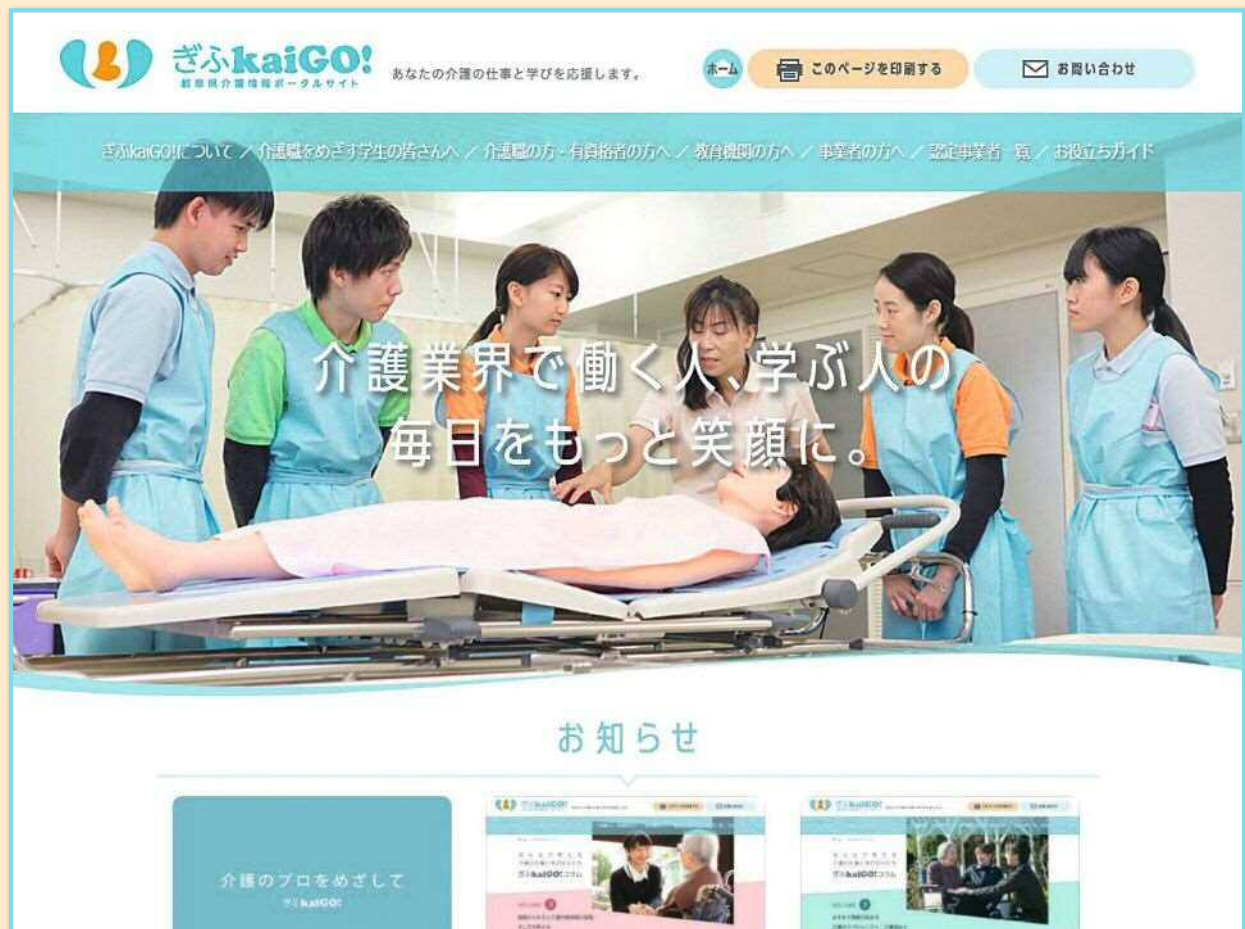 ぎふkaiGO!
岐阜県介護情報ポータルサイト
あなたの介護の仕事と学びを応援します。
ホーム
このページを印刷する
お問い合わせ
ぎふkaiGO!について ／ 介護職をめざす学生の皆さんへ ／ 介護職の方・有資格者の方へ ／ 教育機関の方へ ／ 事業者の方へ ／ 認定事業者一覧 ／ お役立ちガイド
介護業界で働く人、学ぶ人の
毎日をもっと笑顔に。
お知らせ
介護のプロをめざして
ぎふkaiGO!
ぎふkaiGO!
ぎふkaiGO!コラム
ぎふkaiGO!
ぎふkaiGO!コラム